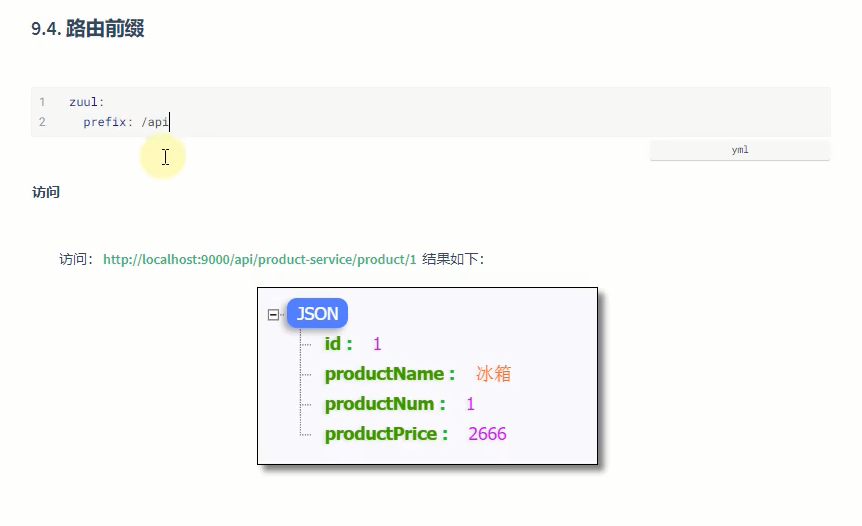 9.4. 路由前缀
1 zuul:
2 prefix: /api
yml
访问
访问： http://localhost:9000/api/product-service/product/1 结果如下：
JSON
id : 1
productName : 冰箱
productNum : 1
productPrice : 2666